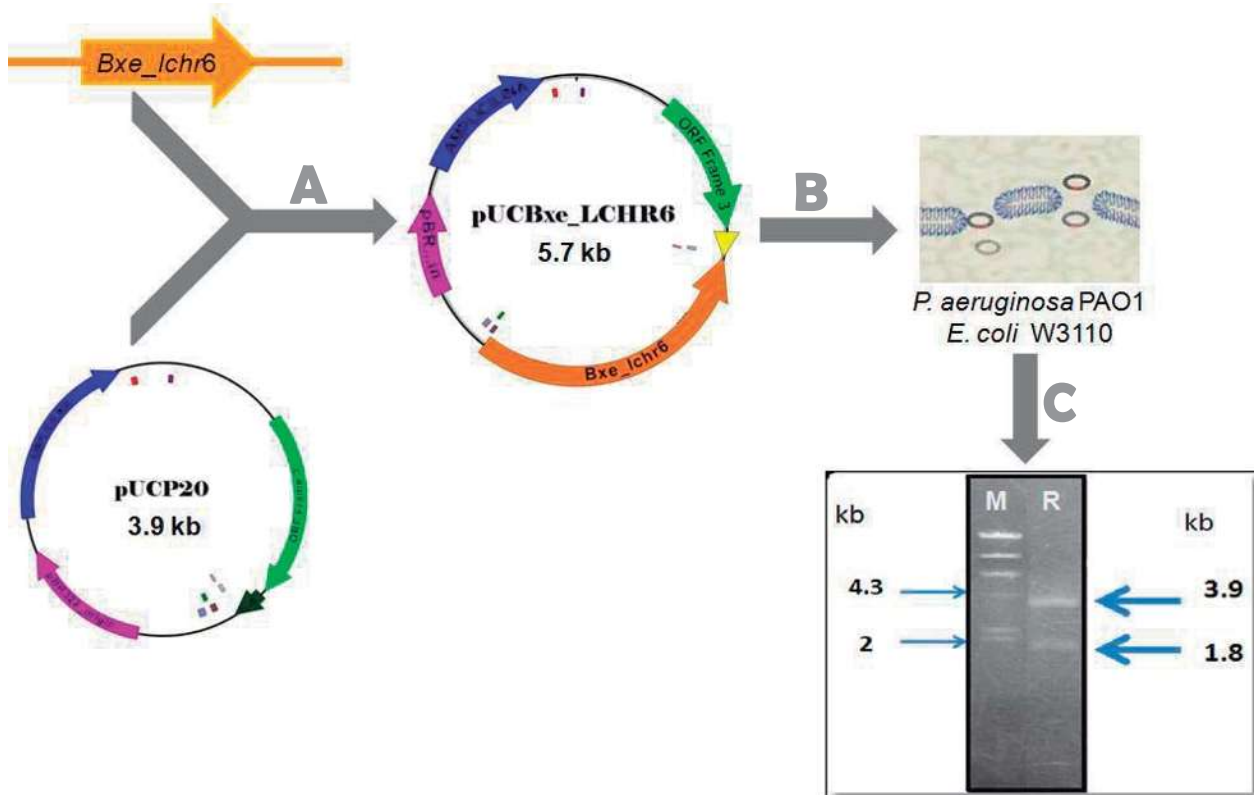 Bxe_lchr6
A
pUCBxe_LCHR6
5.7 kb
ORF Frame 3
Bxe_lchr6
B
P. aeruginosa PAO1
E. coli W3110
C
pUCP20
3.9 kb
kb
M R
kb
4.3
3.9
2
1.8